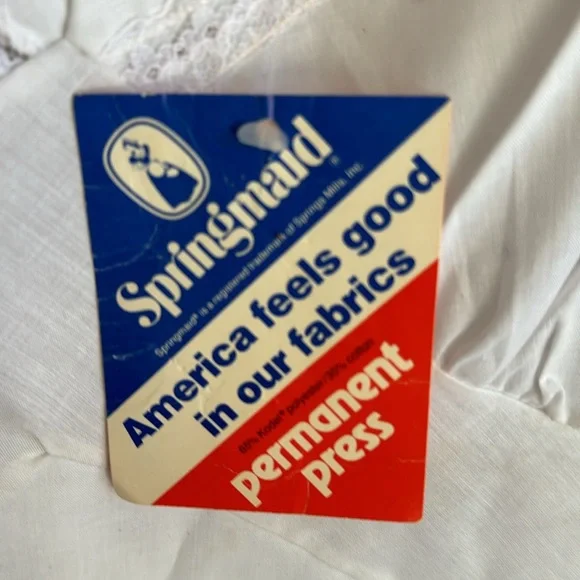 Springmaid®
Springmaid® is a registered trademark of Springs Mills, Inc.
America feels good
in our fabrics
65% Kodel® polyester/35% cotton
permanent
press